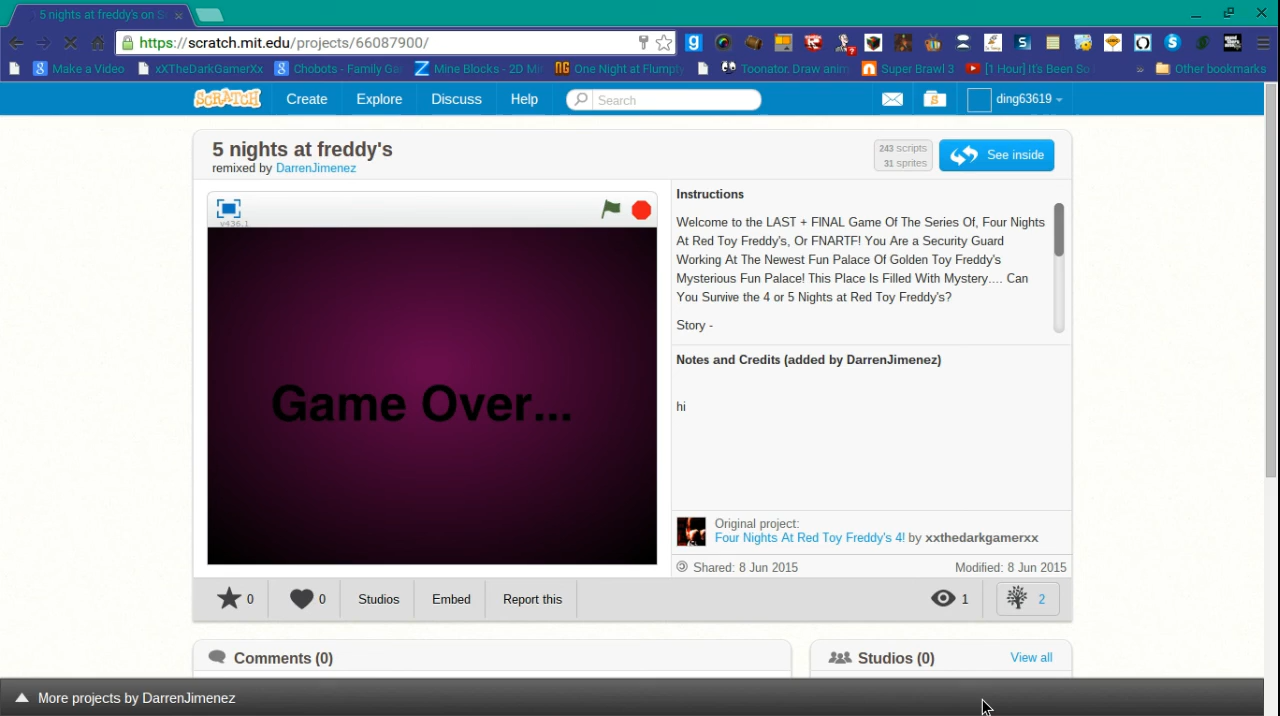 5 nights at freddy's on S
https://scratch.mit.edu/projects/66087900/
Make a Video
xXTheDarkGamerXx
Chobots - Family Ga
Mine Blocks - 2D Mi
One Night at Flumpty
Toonator. Draw anim
Super Brawl 3
[1 Hour] It's Been So
»
Other bookmarks
SCRATCH
Create
Explore
Discuss
Help
Search
ding63619
5 nights at freddy's
remixed by DarrenJimenez
243 scripts
31 sprites
See inside
v436.1
Game Over...
Instructions
Welcome to the LAST + FINAL Game Of The Series Of, Four Nights
At Red Toy Freddy's, Or FNARTF! You Are a Security Guard
Working At The Newest Fun Palace Of Golden Toy Freddy's
Mysterious Fun Palace! This Place Is Filled With Mystery.... Can
You Survive the 4 or 5 Nights at Red Toy Freddy's?
Story -
Notes and Credits (added by DarrenJimenez)
hi
Original project:
Four Nights At Red Toy Freddy's 4! by xxthedarkgamerxx
Shared: 8 Jun 2015
Modified: 8 Jun 2015
0
0
Studios
Embed
Report this
1
2
Comments (0)
Studios (0)
View all
More projects by DarrenJimenez